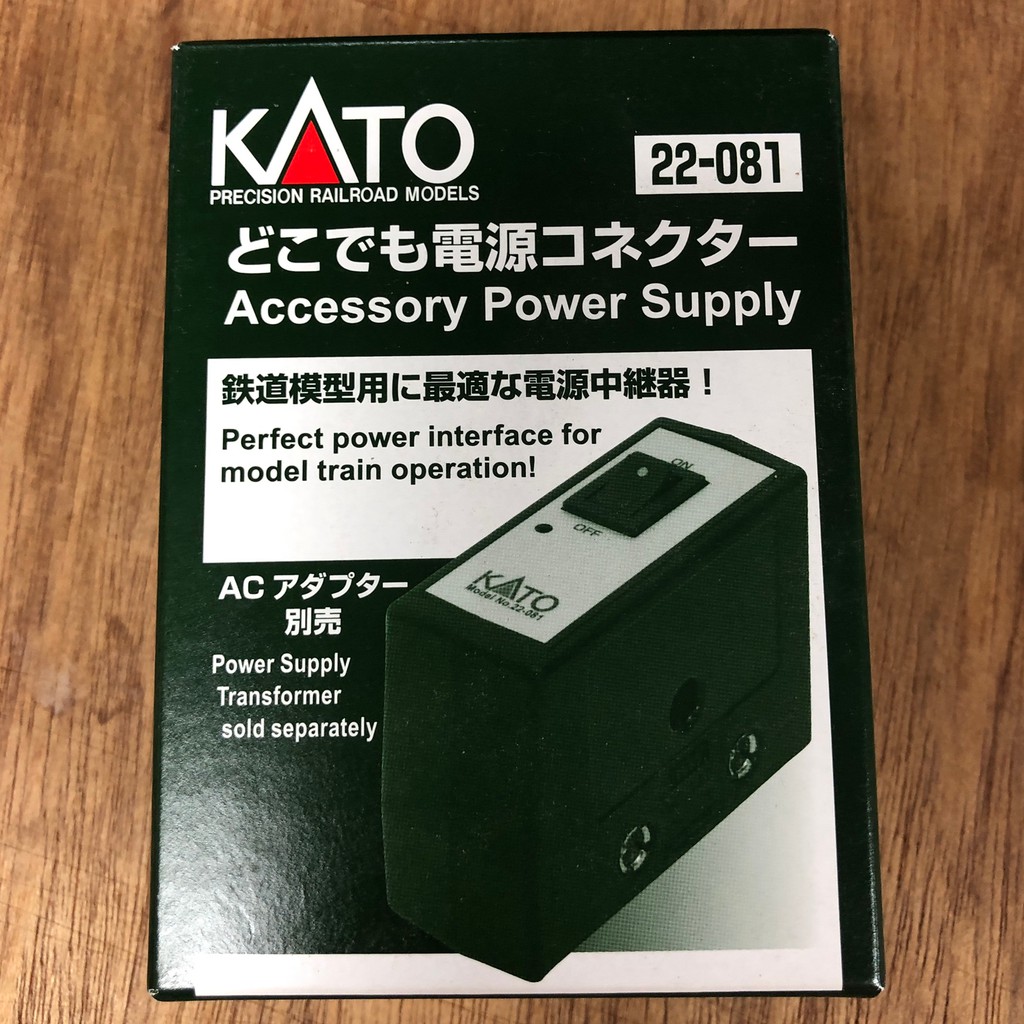 KATO
PRECISION RAILROAD MODELS
22-081
どこでも電源コネクター
Accessory Power Supply
鉄道模型用に最適な電源中継器！
Perfect power interface for
model train operation!
ON
OFF
KATO
Model No.22-081
AC アダプター
別売
Power Supply
Transformer
sold separately